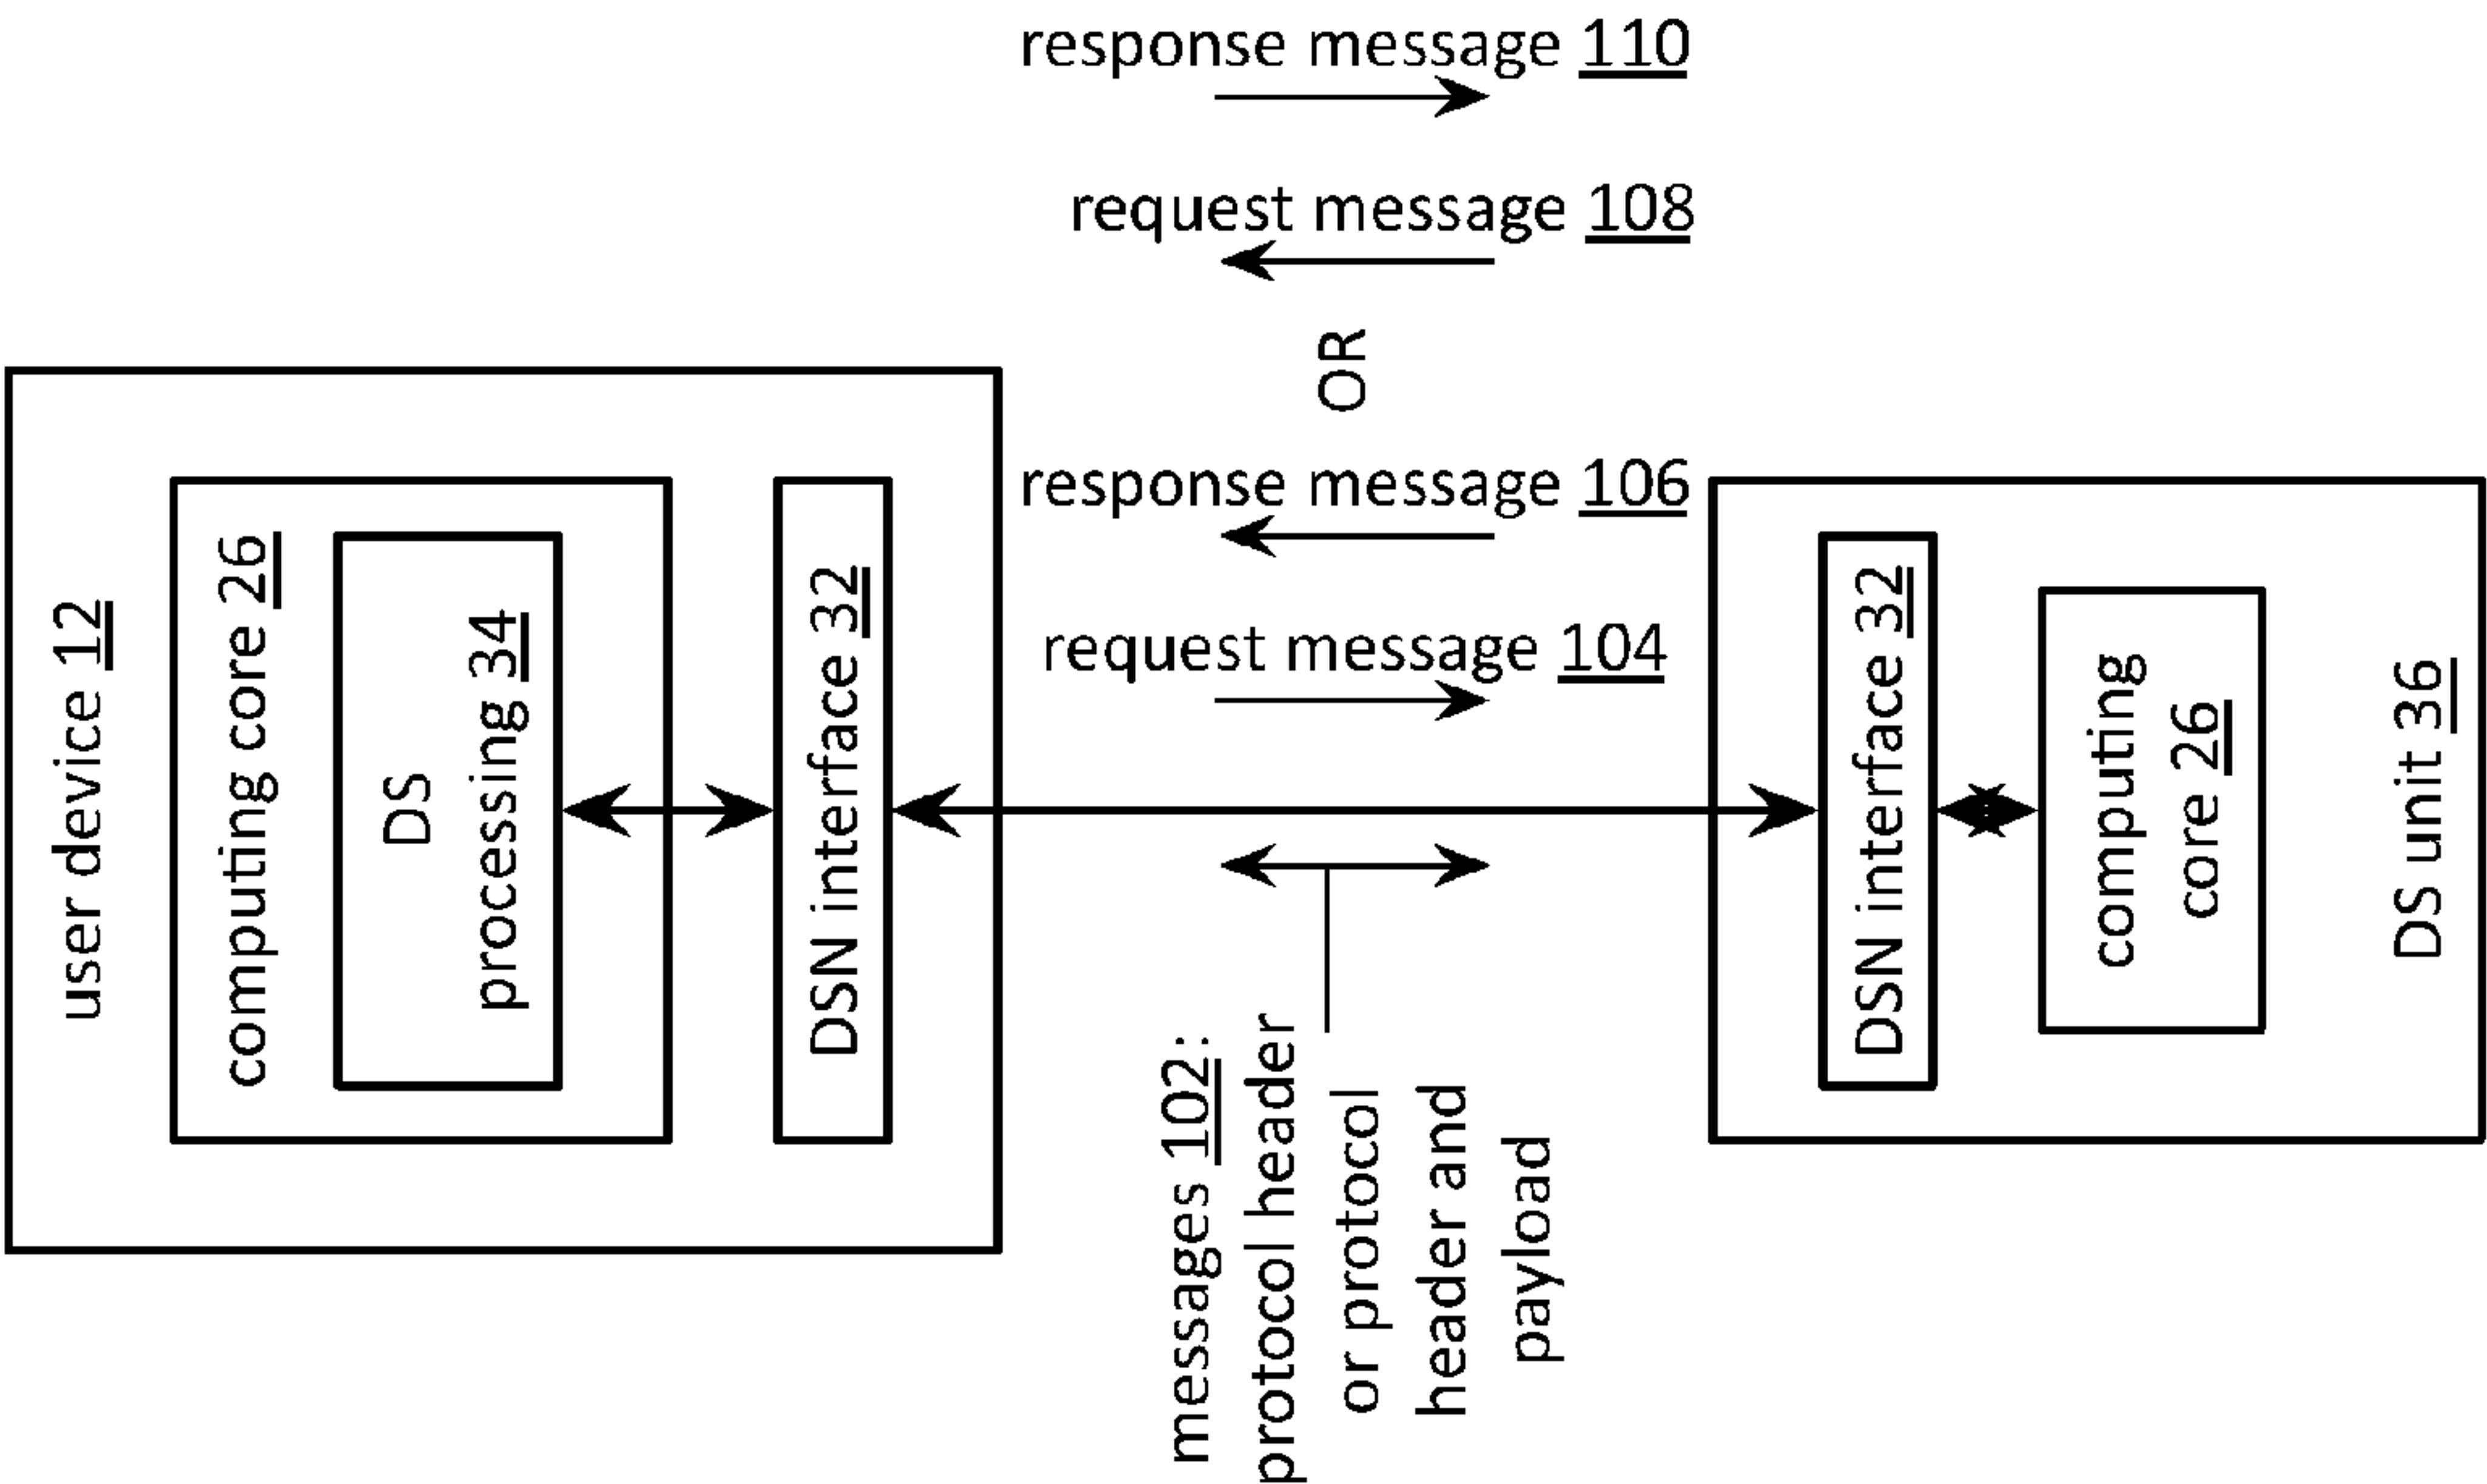 user device 12
computing core 26
DS
processing 34
DSN interface 32
messages 102:
protocol header
or protocol
header and
payload
request message 104
response message 106
OR
request message 108
response message 110
DSN interface 32
computing
core 26
DS unit 36